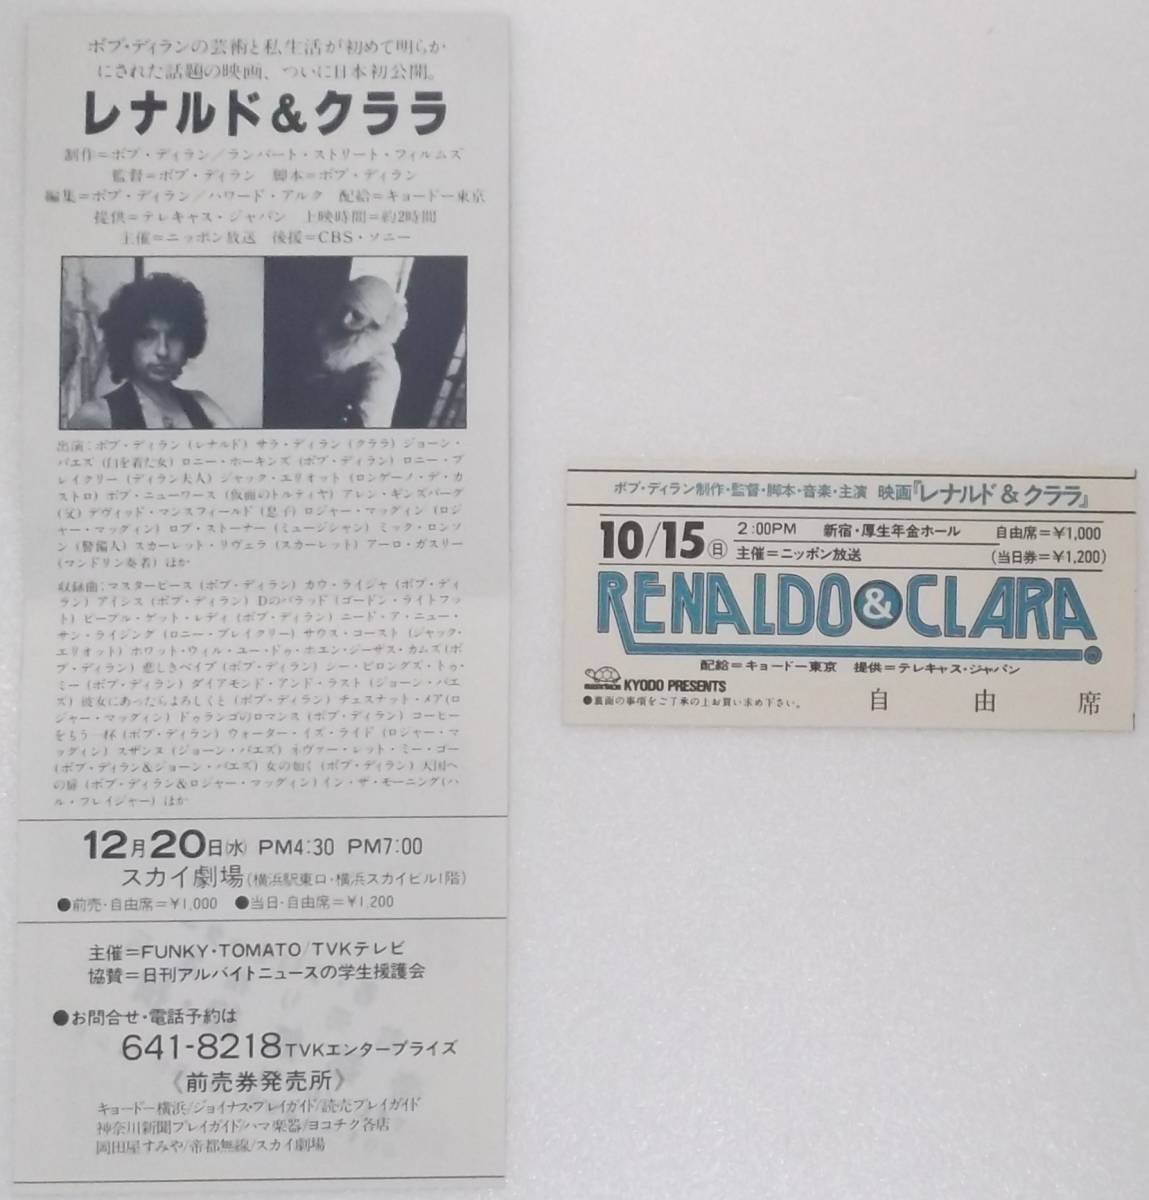 ボブ・ディランの芸術と私生活が初めて明らか
にされた話題の映画、ついに日本初公開。
レナルド&クララ
制作=ボブ・ディラン/ランバート・ストリート・フィルムズ
監督=ボブ・ディラン 脚本=ボブ・ディラン
編集=ボブ・ディラン/ハワード・アルク 配給=キョードー東京
提供=テレキャス・ジャパン 上映時間=約2時間
主催=ニッポン放送 後援=CBS・ソニー
出演:ボブ・ディラン(レナルド)サラ・ディラン(クララ)ジョーン・
バエズ(白を着た女)ロニー・ホーキンズ(ボブ・ディラン)ロニー・ブ
レイクリー(ディラン夫人)ジャック・エリオット(ロンゲーノ・デ・カ
ストロ)ボブ・ニューワース(仮面のトルティヤ)アレン・ギンズバーグ
(父)デヴィッド・マンスフィールド(息子)ロジャー・マッグィン(ロジ
ャー・マッグィン)ロブ・ストーナー(ミュージシャン)ミック・ロンソ
ン(警備人)スカーレット・リヴェラ(スカーレット)アーロ・ガスリー
(マンドリン奏者)ほか
収録曲:マスターピース(ボブ・ディラン)カウ・ライジャ(ボブ・ディ
ラン)アイシス(ボブ・ディラン)Dのバラッド(ゴードン・ライトフッ
ト)ピープル・ゲット・レディ(ボブ・ディラン)ニード・ア・ニュー・
サン・ライジング(ロニー・ブレイクリー)サウス・コースト(ジャック・
エリオット)ホワット・ウィル・ユー・ドゥ・ホエン・ジーザス・カムズ(ボ
ブ・ディラン)悲しきベイブ(ボブ・ディラン)シー・ビロングズ・トゥ・
ミー(ボブ・ディラン)ダイアモンド・アンド・ラスト(ジョーン・バエ
ズ)彼女にあったらよろしくと(ボブ・ディラン)チェスナット・メア(ロ
ジャー・マッグィン)ドゥランゴのロマンス(ボブ・ディラン)コーヒー
をもう一杯(ボブ・ディラン)ウォーター・イズ・ライド(ロジャー・マ
ッグィン)スザンヌ(ジョーン・バエズ)ネヴァー・レット・ミー・ゴー
(ボブ・ディラン&ジョーン・バエズ)女の如く(ボブ・ディラン)天国へ
の扉(ボブ・ディラン&ロジャー・マッグィン)イン・ザ・モーニング(ハ
ル・フレイジャー)ほか
12月20日(水) PM4:30 PM7:00
スカイ劇場(横浜駅東口・横浜スカイビル1階)
●前売・自由席=¥1,000 ●当日・自由席=¥1,200
主催=FUNKY・TOMATO/TVKテレビ
協賛=日刊アルバイトニュースの学生援護会
●お問合せ・電話予約は
641-8218TVKエンタープライズ
《前売券発売所》
キョードー横浜/ジョイナス・プレイガイド/読売プレイガイド
神奈川新聞プレイガイド/ハマ楽器/ヨコチク各店
岡田屋すみや/帝都無線/スカイ劇場
ボブ・ディラン制作・監督・脚本・音楽・主演 映画『レナルド&クララ』
10/15(日) 2:00PM 新宿・厚生年金ホール 自由席=¥1,000
主催=ニッポン放送 (当日券=¥1,200)
RENALDO&CLARA
配給=キョードー東京 提供=テレキャス・ジャパン
KYODO PRESENTS
●裏面の事項をご了承の上お買い求め下さい。
自由席